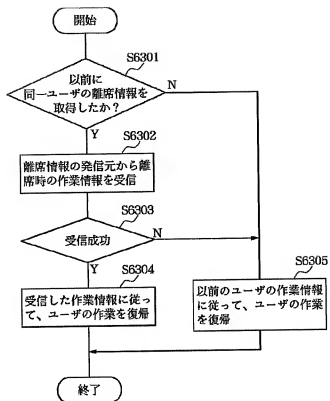 開始
S6301
以前に
同一ユーザの離席情報を
取得したか?
N
Y
S6302
離席情報の発信元から離
席時の作業情報を受信
S6303
受信成功
N
Y
S6304
受信した作業情報に従っ
て、ユーザの作業を復帰
S6305
以前のユーザの作業情報
に従って、ユーザの作業
を復帰
終了